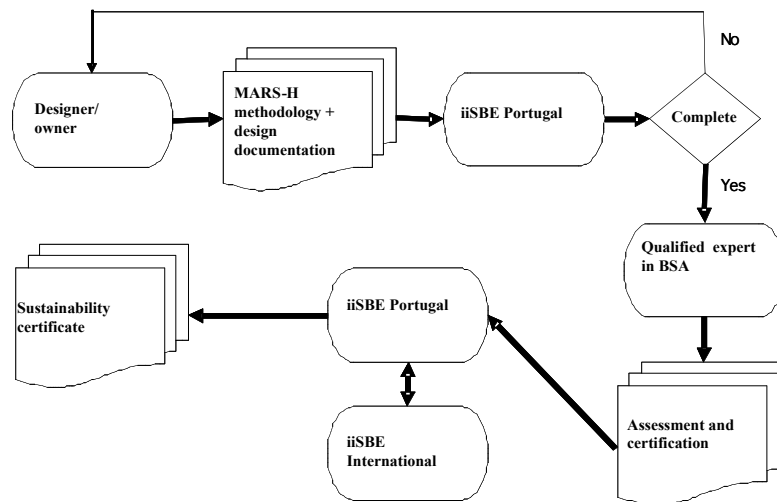 No
Designer/
owner
MARS-H
methodology +
design
documentation
iiSBE Portugal
Complete
Yes
Qualified expert
in BSA
Sustainability
certificate
iiSBE Portugal
Assessment and
certification
iiSBE
International